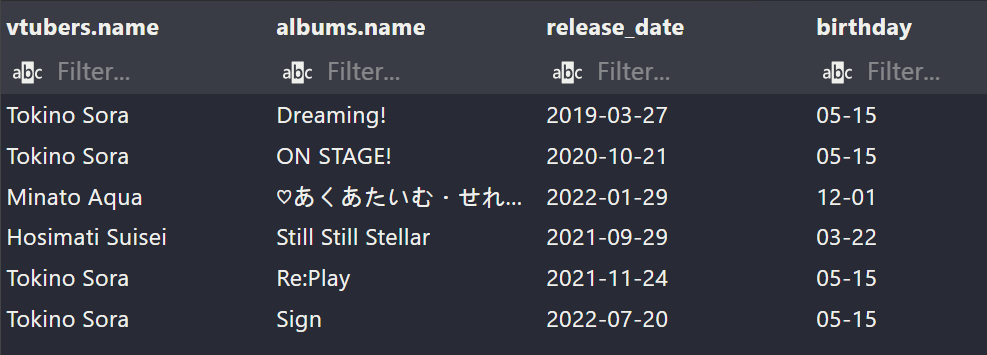 vtubers.name albums.name release_date birthday
abc Filter... abc Filter... abc Filter... abc Filter...
Tokino Sora Dreaming! 2019-03-27 05-15
Tokino Sora ON STAGE! 2020-10-21 05-15
Minato Aqua ♡あくあたいむ・せれ... 2022-01-29 12-01
Hosimati Suisei Still Still Stellar 2021-09-29 03-22
Tokino Sora Re:Play 2021-11-24 05-15
Tokino Sora Sign 2022-07-20 05-15